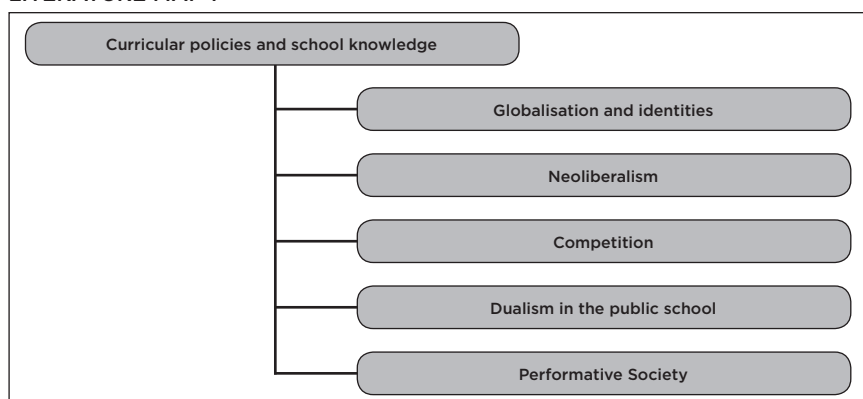 Curricular policies and school knowledge
Globalisation and identities
Neoliberalism
Competition
Dualism in the public school
Performative Society